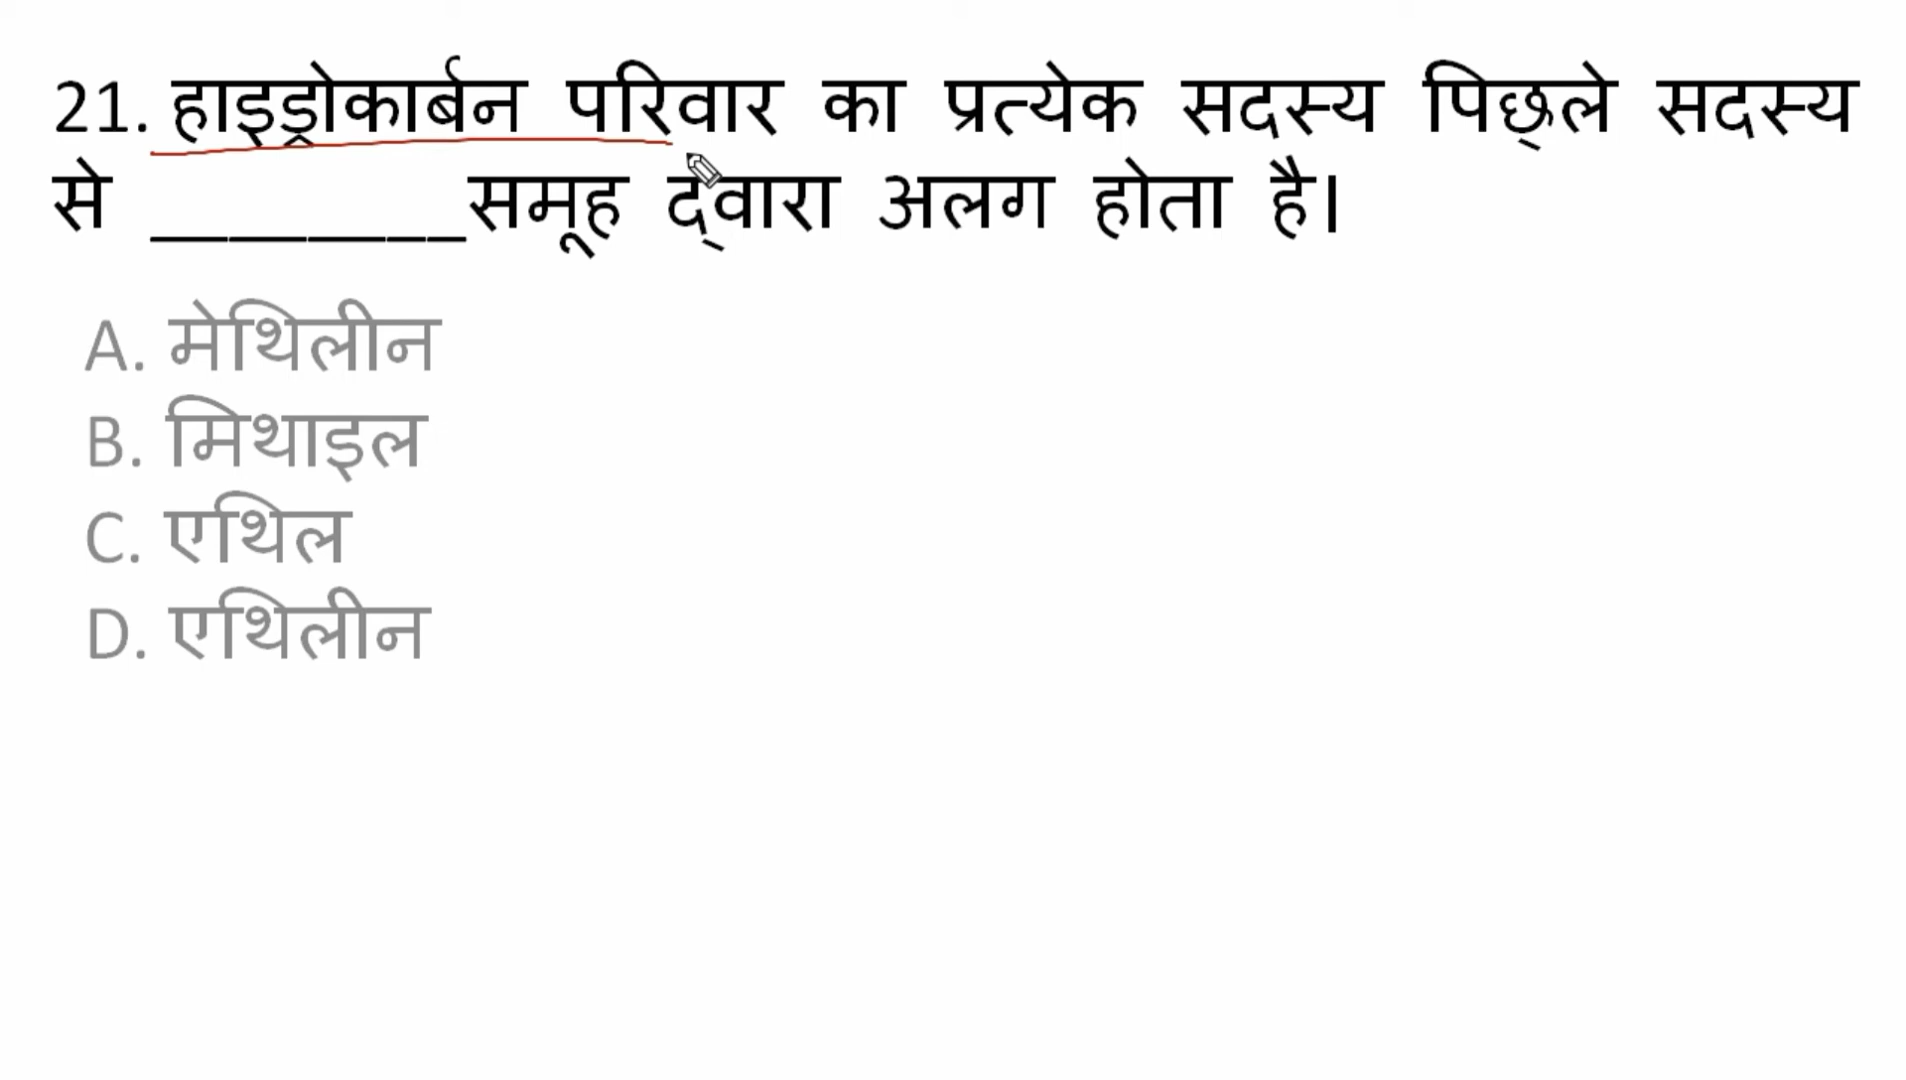 21. हाइड्रोकार्बन परिवार का प्रत्येक सदस्य पिछ्ले सदस्य
से ________समूह द्वारा अलग होता है।
A. मेथिलीन
B. मिथाइल
C. एथिल
D. एथिलीन